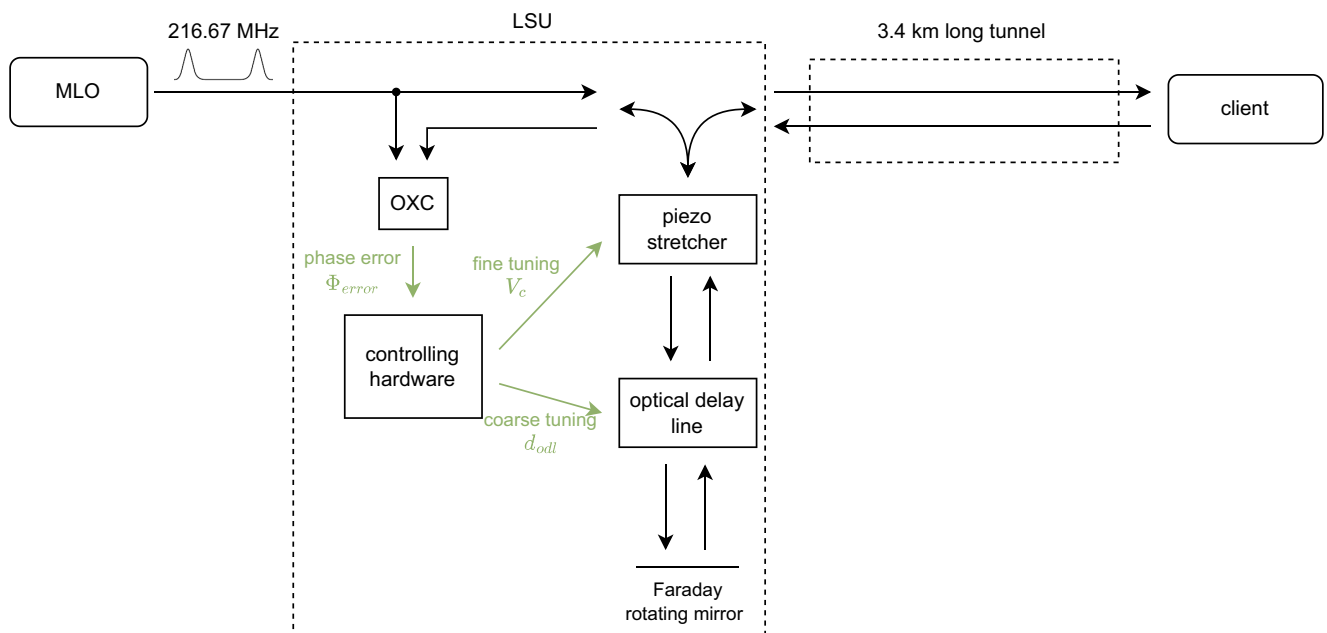 LSU
216.67 MHz
3.4 km long tunnel
MLO
client
OXC
piezo
stretcher
phase error
Φ_error
fine tuning
V_c
controlling
hardware
optical delay
line
coarse tuning
d_odl
Faraday
rotating mirror